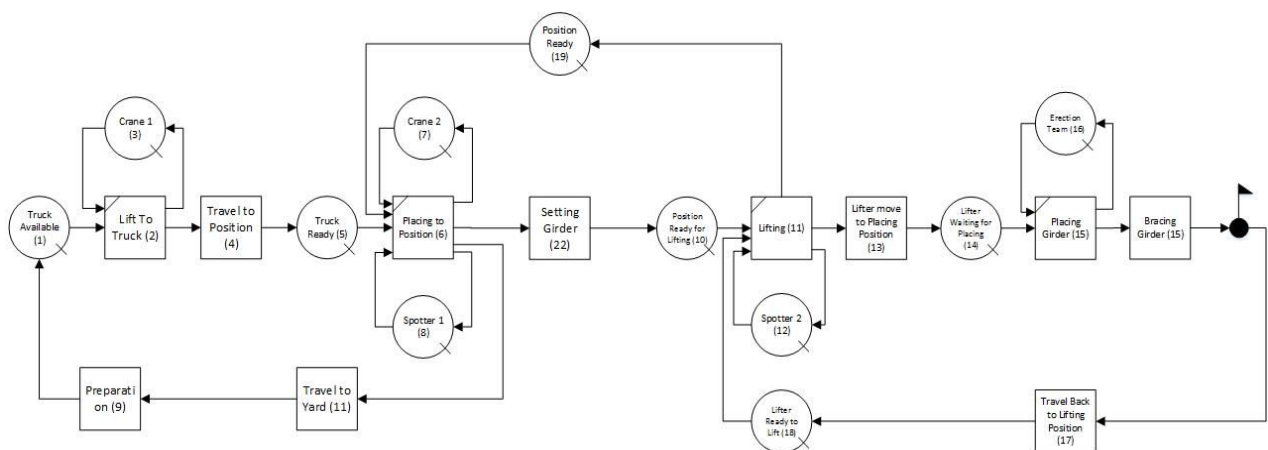 Position
Ready
(19)
Crane 1
(3)
Crane 2
(7)
Erection
Team (16)
Truck
Available
(1)
Lift To
Truck (2)
Travel to
Position
(4)
Truck
Ready (5)
Placing to
Position (6)
Setting
Girder
(22)
Position
Ready for
Lifting (10)
Lifting (11)
Lifter move
to Placing
Position
(13)
Lifter
Waiting for
Placing
(14)
Placing
Girder (15)
Bracing
Girder (15)
Spotter 1
(8)
Spotter 2
(12)
Preparati
on (9)
Travel to
Yard (11)
Lifter
Ready to
Lift (18)
Travel Back
to Lifting
Position
(17)